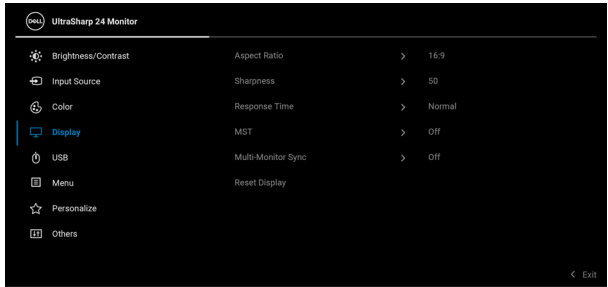 DELL UltraSharp 24 Monitor
Brightness/Contrast Aspect Ratio > 16:9
Input Source Sharpness > 50
Color Response Time > Normal
Display MST > Off
USB Multi-Monitor Sync > Off
Menu Reset Display
Personalize
Others
< Exit